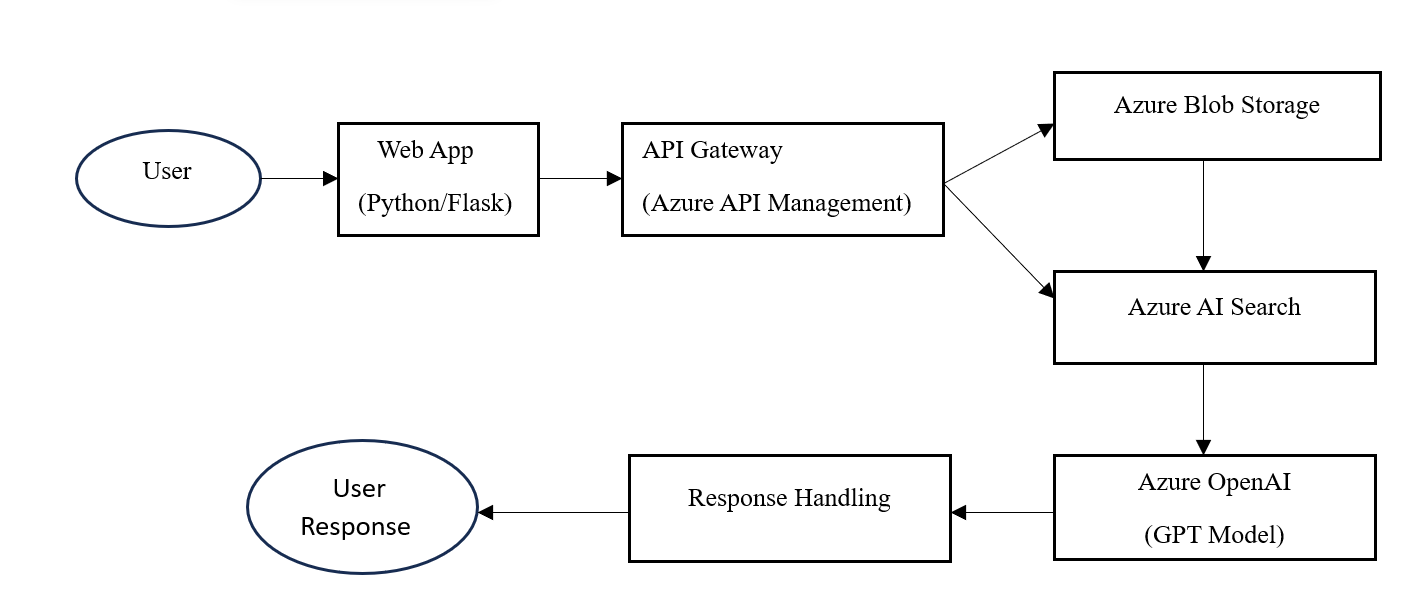 User
Web App
(Python/Flask)
API Gateway
(Azure API Management)
Azure Blob Storage
Azure AI Search
Azure OpenAI
(GPT Model)
Response Handling
User
Response